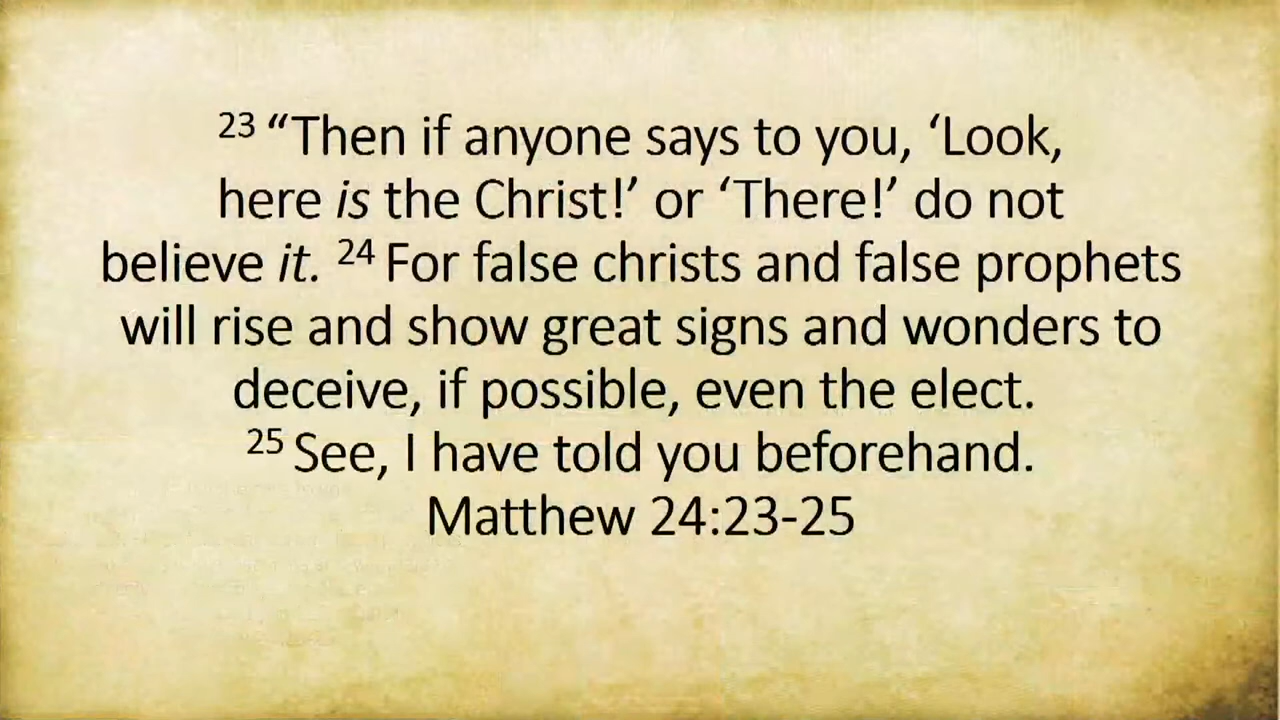 23 “Then if anyone says to you, ‘Look,
here is the Christ!’ or ‘There!’ do not
believe it. 24 For false christs and false prophets
will rise and show great signs and wonders to
deceive, if possible, even the elect.
25 See, I have told you beforehand.
Matthew 24:23-25